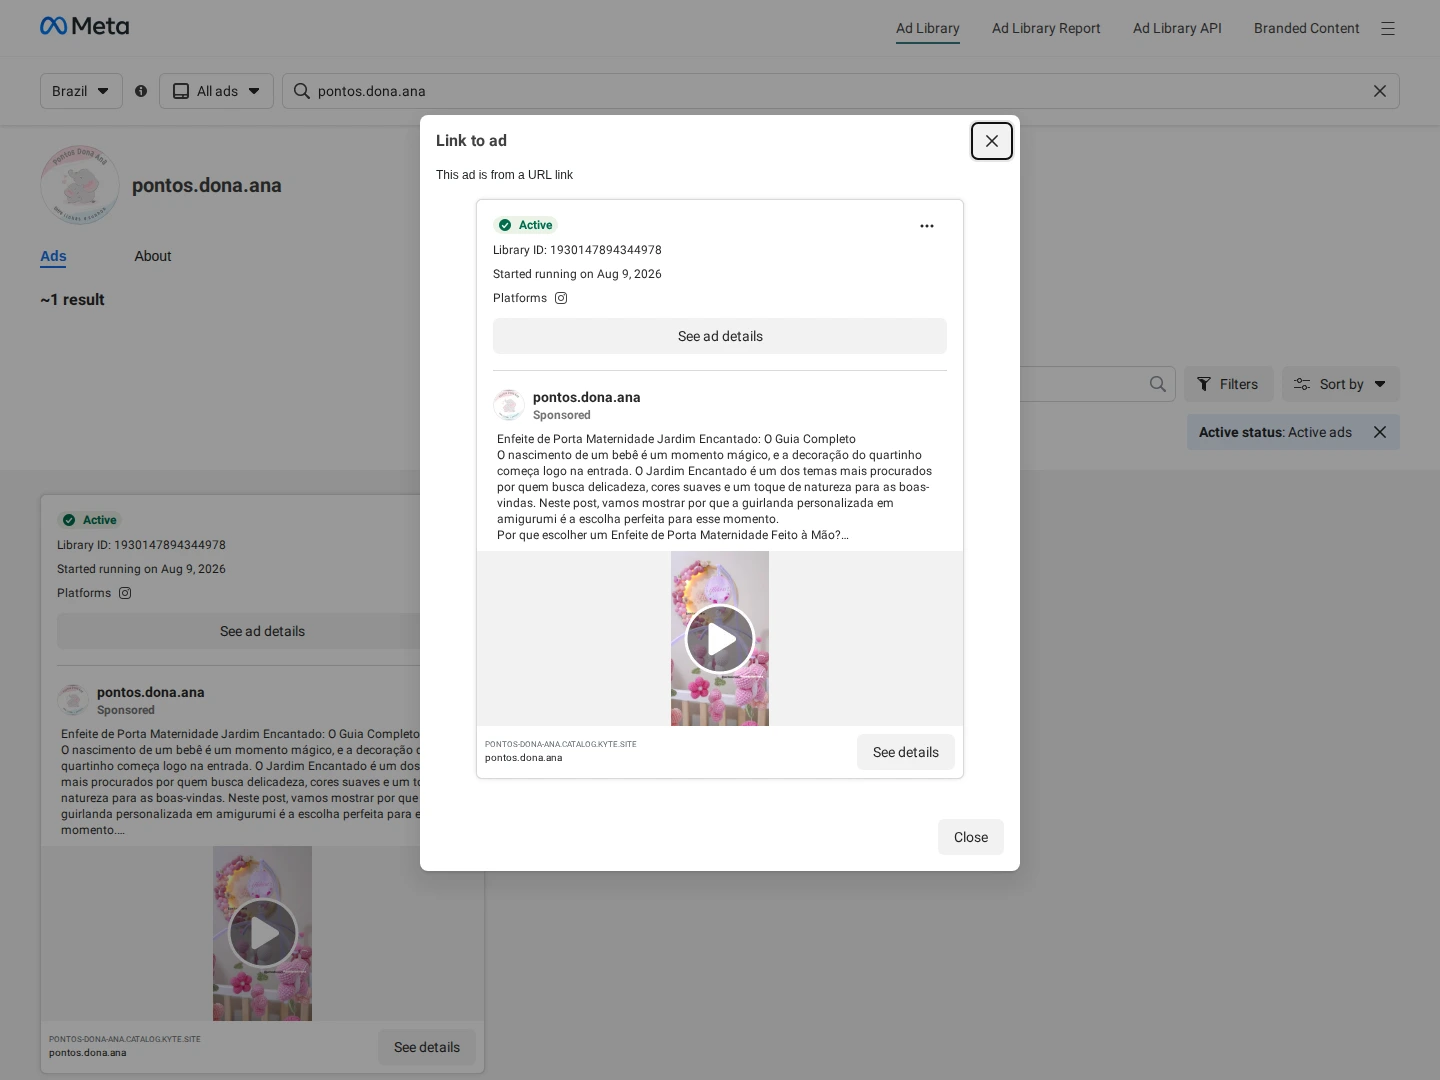 Meta
Ad Library
Ad Library Report
Ad Library API
Branded Content
Brazil
All ads
pontos.dona.ana
Pontos Dona Ana
pontos.dona.ana
Ads
About
~1 result
Filters
Sort by
Active status: Active ads
Active
Library ID: 1930147894344978
Started running on Aug 9, 2026
Platforms
See ad details
pontos.dona.ana
Sponsored
Enfeite de Porta Maternidade Jardim Encantado: O Guia Completo
O nascimento de um bebê é um momento mágico, e a decoração
quartinho começa logo na entrada. O Jardim Encantado é um dos
mais procurados por quem busca delicadeza, cores suaves e um
natureza para as boas-vindas. Neste post, vamos mostrar por que
guirlanda personalizada em amigurumi é a escolha perfeita para
momento.…
PONTOS-DONA-ANA.CATALOG.KYTE.SITE
pontos.dona.ana
See details
Link to ad
This ad is from a URL link
Active
Library ID: 1930147894344978
Started running on Aug 9, 2026
Platforms
See ad details
pontos.dona.ana
Sponsored
Enfeite de Porta Maternidade Jardim Encantado: O Guia Completo
O nascimento de um bebê é um momento mágico, e a decoração do quartinho
começa logo na entrada. O Jardim Encantado é um dos temas mais procurados
por quem busca delicadeza, cores suaves e um toque de natureza para as boas-
vindas. Neste post, vamos mostrar por que a guirlanda personalizada em
amigurumi é a escolha perfeita para esse momento.
Por que escolher um Enfeite de Porta Maternidade Feito à Mão?…
PONTOS-DONA-ANA.CATALOG.KYTE.SITE
pontos.dona.ana
See details
Close